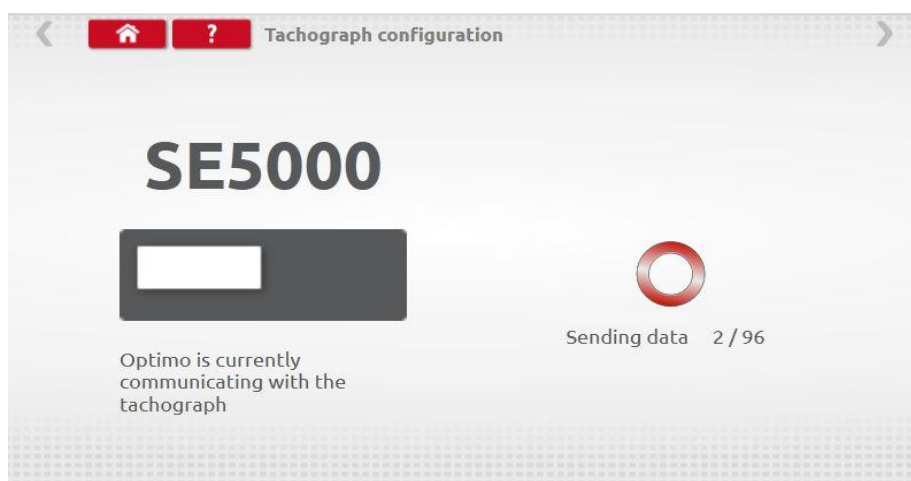 ? Tachograph configuration
SE5000
Sending data 2 / 96
Optimo is currently
communicating with the
tachograph